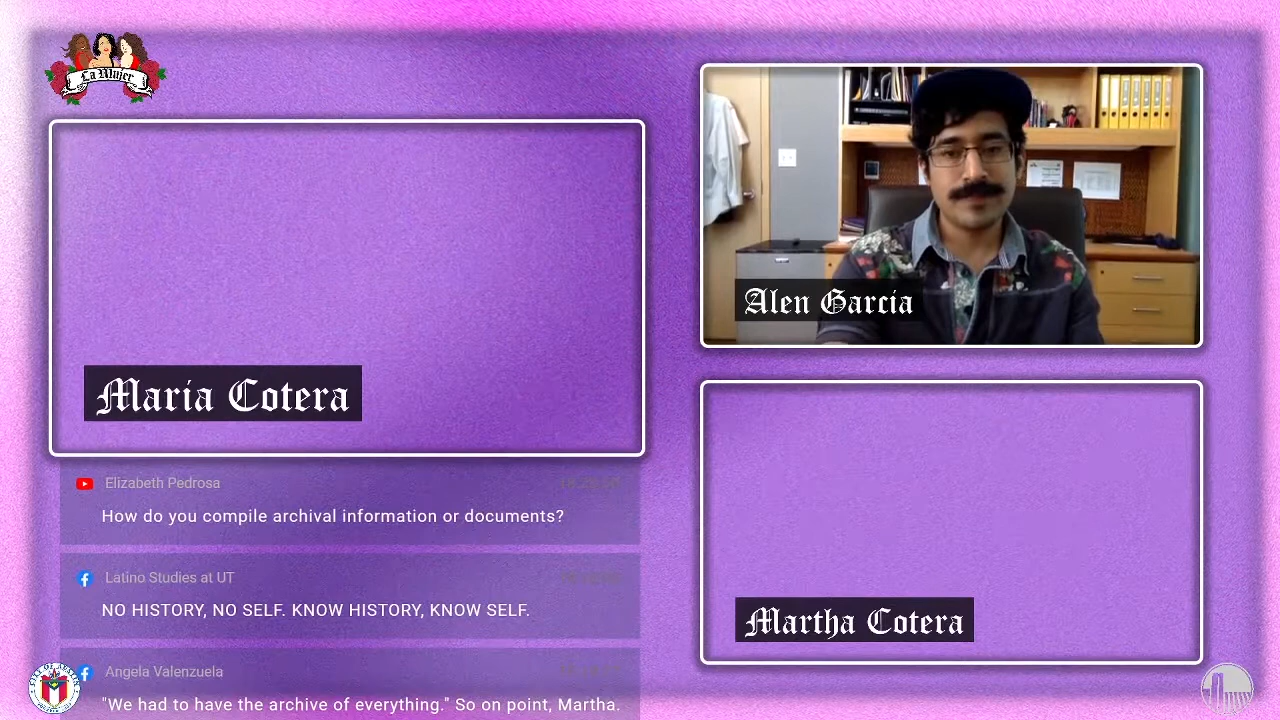 La Mujer
Maria Cotera
Alen Garcia
Martha Cotera
Elizabeth Pedrosa
How do you compile archival information or documents?
Latino Studies at UT
NO HISTORY, NO SELF. KNOW HISTORY, KNOW SELF.
Angela Valenzuela
"We had to have the archive of everything." So on point, Martha.